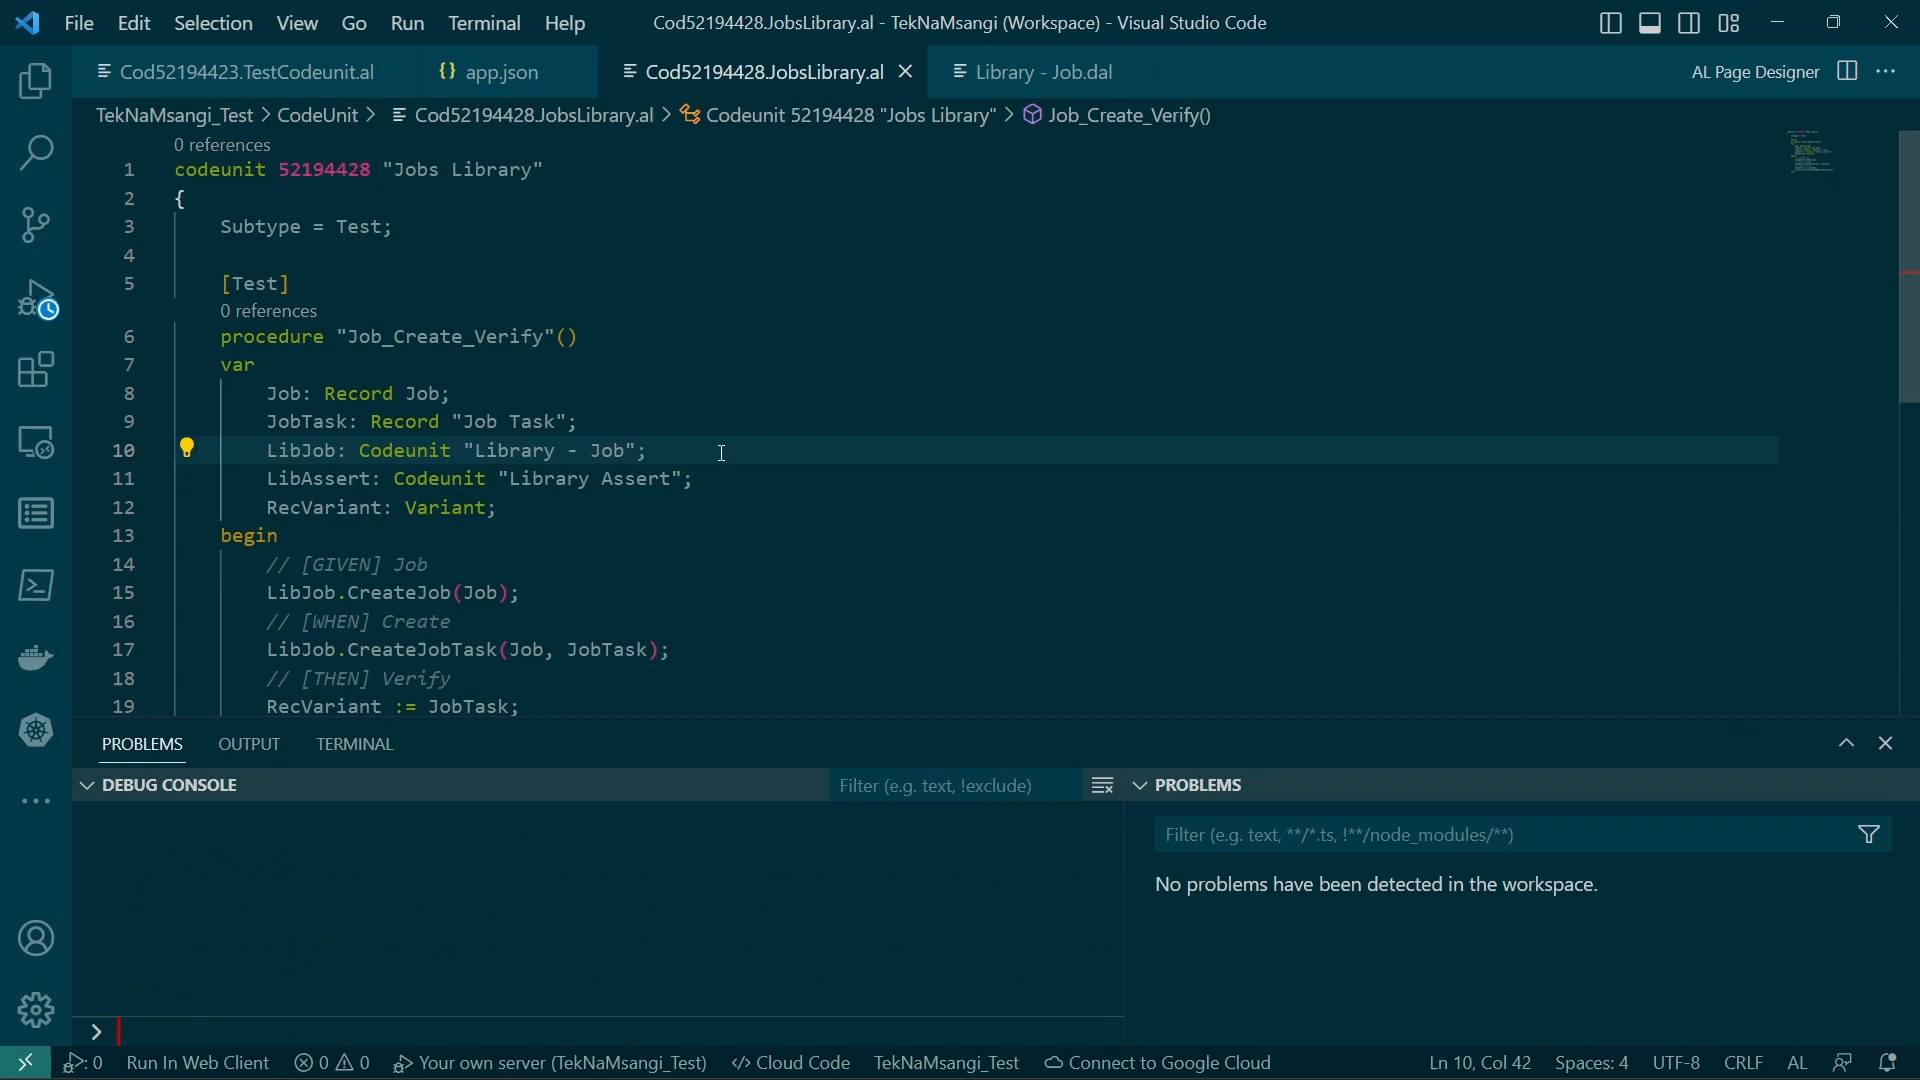 File Edit Selection View Go Run Terminal Help
Cod52194428.JobsLibrary.al - TekNaMsangi (Workspace) - Visual Studio Code
Cod52194423.TestCodeunit.al
{} app.json
Cod52194428.JobsLibrary.al
Library - Job.dal
AL Page Designer
TekNaMsangi_Test > CodeUnit > Cod52194428.JobsLibrary.al > Codeunit 52194428 "Jobs Library" > Job_Create_Verify()
0 references
1 codeunit 52194428 "Jobs Library"
2 {
3 Subtype = Test;
4
5 [Test]
0 references
6 procedure "Job_Create_Verify"()
7 var
8 Job: Record Job;
9 JobTask: Record "Job Task";
10 LibJob: Codeunit "Library - Job";
11 LibAssert: Codeunit "Library Assert";
12 RecVariant: Variant;
13 begin
14 // [GIVEN] Job
15 LibJob.CreateJob(Job);
16 // [WHEN] Create
17 LibJob.CreateJobTask(Job, JobTask);
18 // [THEN] Verify
19 RecVariant := JobTask;
PROBLEMS OUTPUT TERMINAL
DEBUG CONSOLE
Filter (e.g. text, !exclude)
PROBLEMS
Filter (e.g. text, **/*.ts, !**/node_modules/**)
No problems have been detected in the workspace.
>
0 Run In Web Client 0 0 Your own server (TekNaMsangi_Test) </> Cloud Code TekNaMsangi_Test Connect to Google Cloud
Ln 10, Col 42 Spaces: 4 UTF-8 CRLF AL